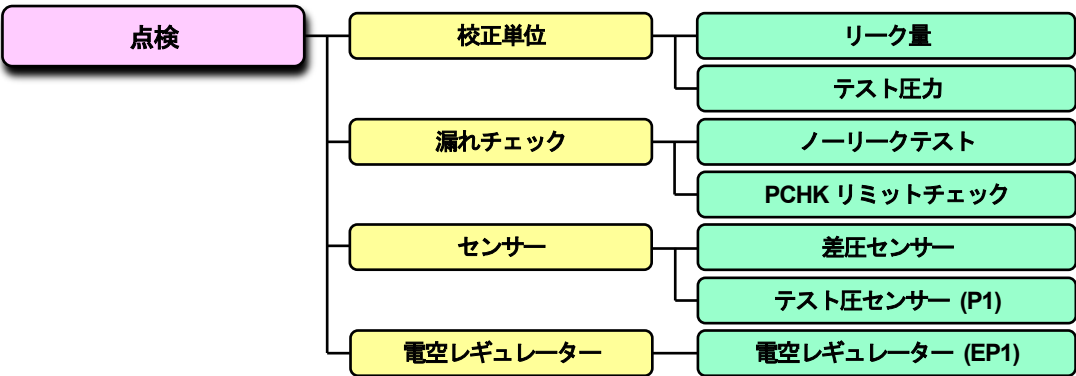 点検
校正単位
リーク量
テスト圧力
漏れチェック
ノーリークテスト
PCHK リミットチェック
センサー
差圧センサー
テスト圧センサー (P1)
電空レギュレーター
電空レギュレーター (EP1)